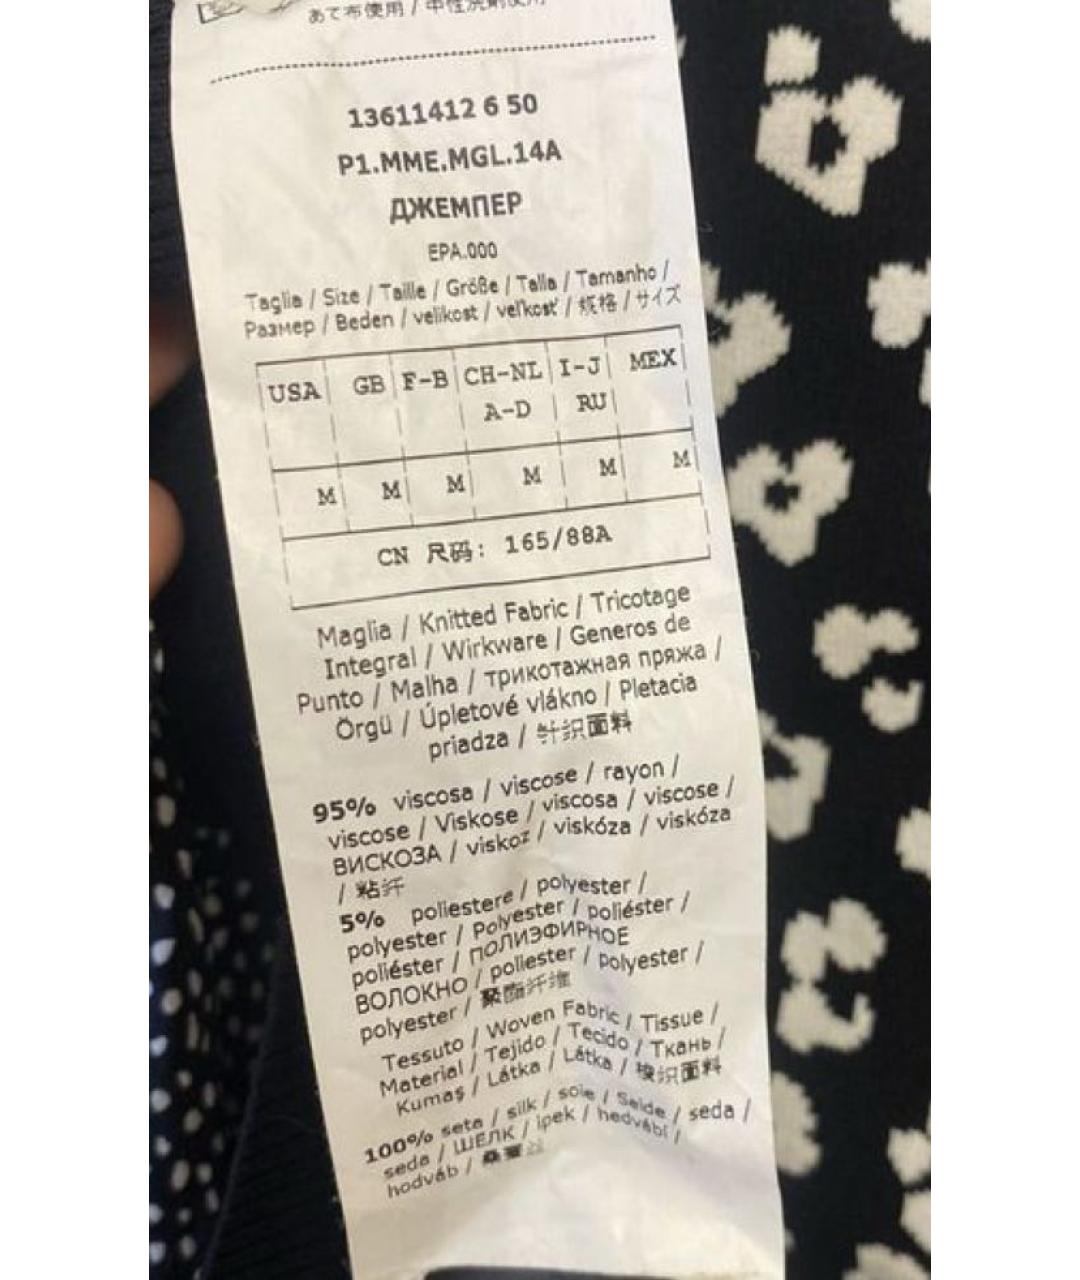 あて布使用 / 中性洗剤使用
13611412 6 50
P1.MME.MGL.14A
ДЖЕМПЕР
EPA.000
Taglia / Size / Taille / Größe / Talla / Tamanho /
Размер / Beden / velikost / veľkosť / 规格 / サイズ
USA GB F-B CH-NL I-J MEX
A-D RU
M M M M M M
CN 尺码: 165/88A
Maglia / Knitted Fabric / Tricotage
Integral / Wirkware / Generos de
Punto / Malha / трикотажная пряжа /
Örgü / Úpletové vlákno / Pletacia
priadza / 针织面料
95% viscosa / viscose / rayon /
viscose / Viskose / viscosa / viscose /
ВИСКОЗА / viskoz / viskóza / viskóza
/ 粘纤
5% poliestere / polyester /
polyester / Polyester / poliéster /
poliéster / ПОЛИЭФИРНОЕ
ВОЛОКНО / poliester / polyester /
polyester / 聚酯纤维
Tessuto / Woven Fabric / Tissue /
Material / Tejido / Tecido / Ткань /
Kumaş / Látka / Látka / 梭织面料
100% seta / silk / soie / Seide / seda /
seda / ШЕЛК / ipek / hedvábí /
hodváb /